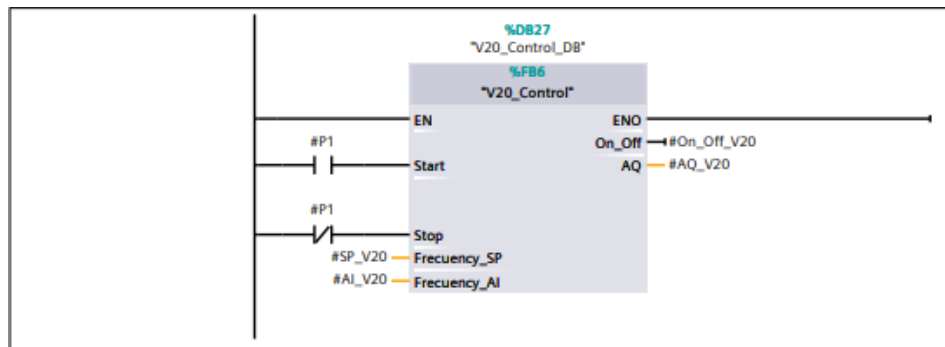 %DB27
"V20_Control_DB"
%FB6
"V20_Control"
EN ENO
On_Off #On_Off_V20
#P1
Start AQ #AQ_V20
#P1
Stop
#SP_V20 Frecuency_SP
#AI_V20 Frecuency_AI